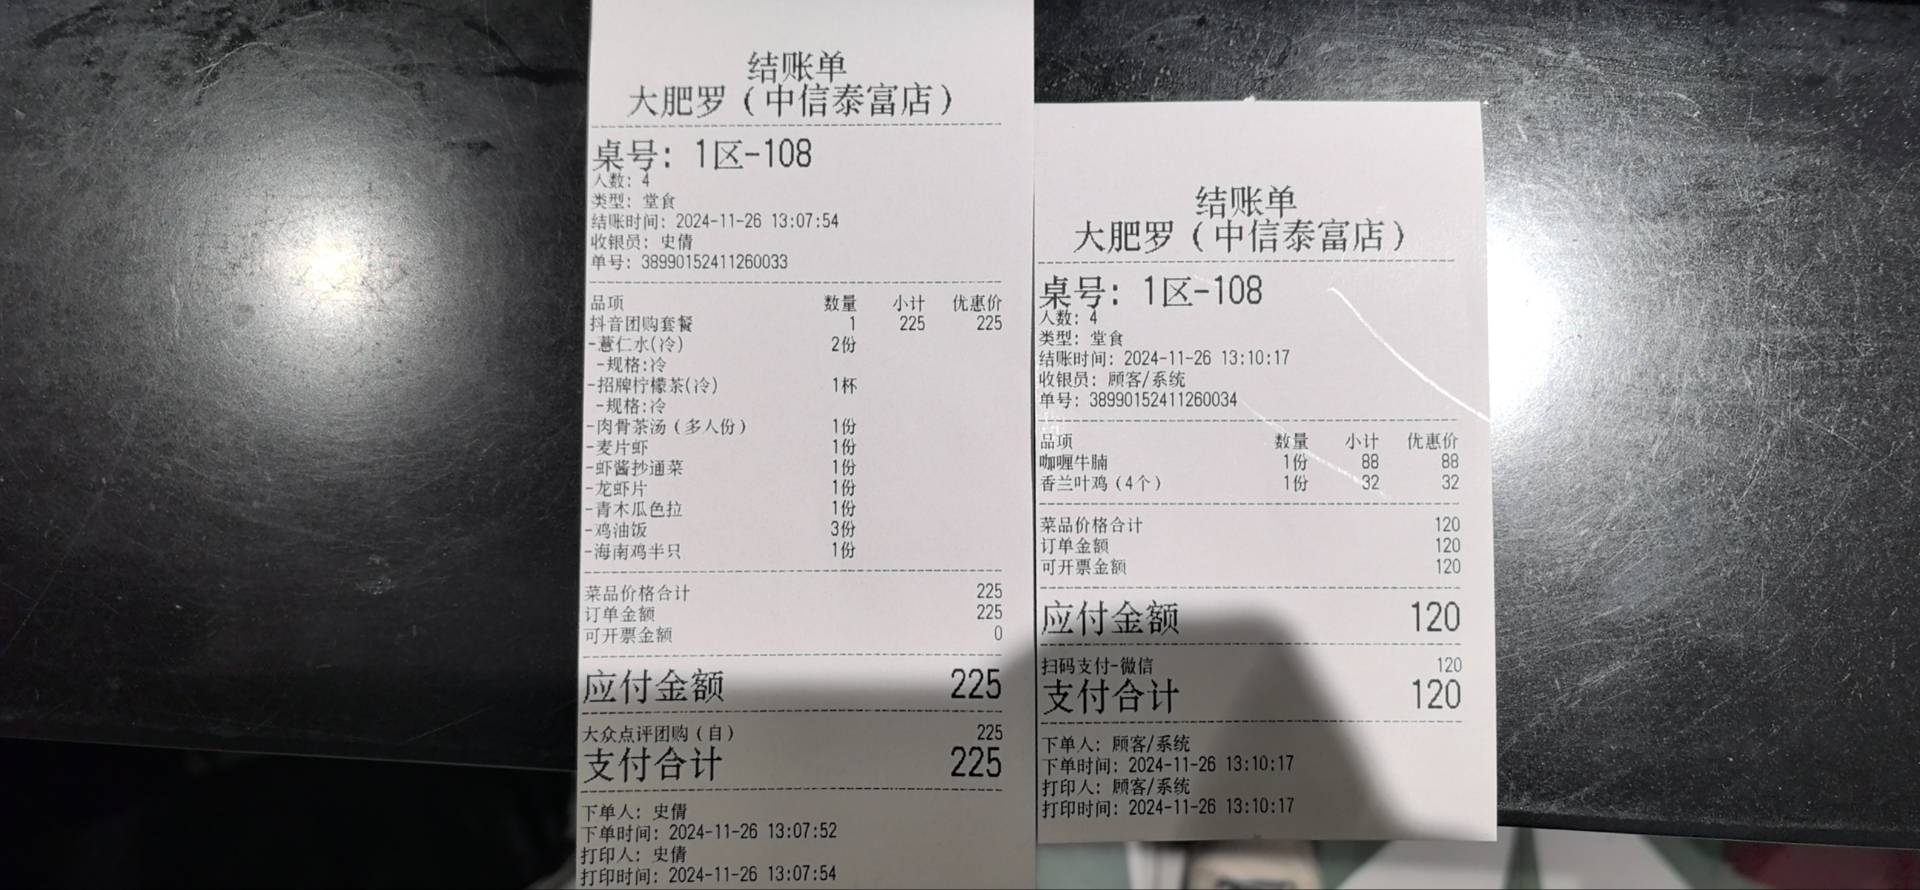 结账单
大肥罗（中信泰富店）
桌号: 1区-108
人数: 4
类型: 堂食
结账时间: 2024-11-26 13:07:54
收银员: 史倩
单号: 38990152411260033
品项 数量 小计 优惠价
抖音团购套餐 1 225 225
-薏仁水(冷) 2份
-规格:冷
-招牌柠檬茶(冷) 1杯
-规格:冷
-肉骨茶汤（多人份） 1份
-麦片虾 1份
-虾酱抄通菜 1份
-龙虾片 1份
-青木瓜色拉 1份
-鸡油饭 3份
-海南鸡半只 1份
菜品价格合计 225
订单金额 225
可开票金额 0
应付金额 225
大众点评团购（自） 225
支付合计 225
下单人: 史倩
下单时间: 2024-11-26 13:07:52
打印人: 史倩
打印时间: 2024-11-26 13:07:54
结账单
大肥罗（中信泰富店）
桌号: 1区-108
人数: 4
类型: 堂食
结账时间: 2024-11-26 13:10:17
收银员: 顾客/系统
单号: 38990152411260034
品项 数量 小计 优惠价
咖喱牛腩 1份 88 88
香兰叶鸡（4个） 1份 32 32
菜品价格合计 120
订单金额 120
可开票金额 120
应付金额 120
扫码支付-微信 120
支付合计 120
下单人: 顾客/系统
下单时间: 2024-11-26 13:10:17
打印人: 顾客/系统
打印时间: 2024-11-26 13:10:17